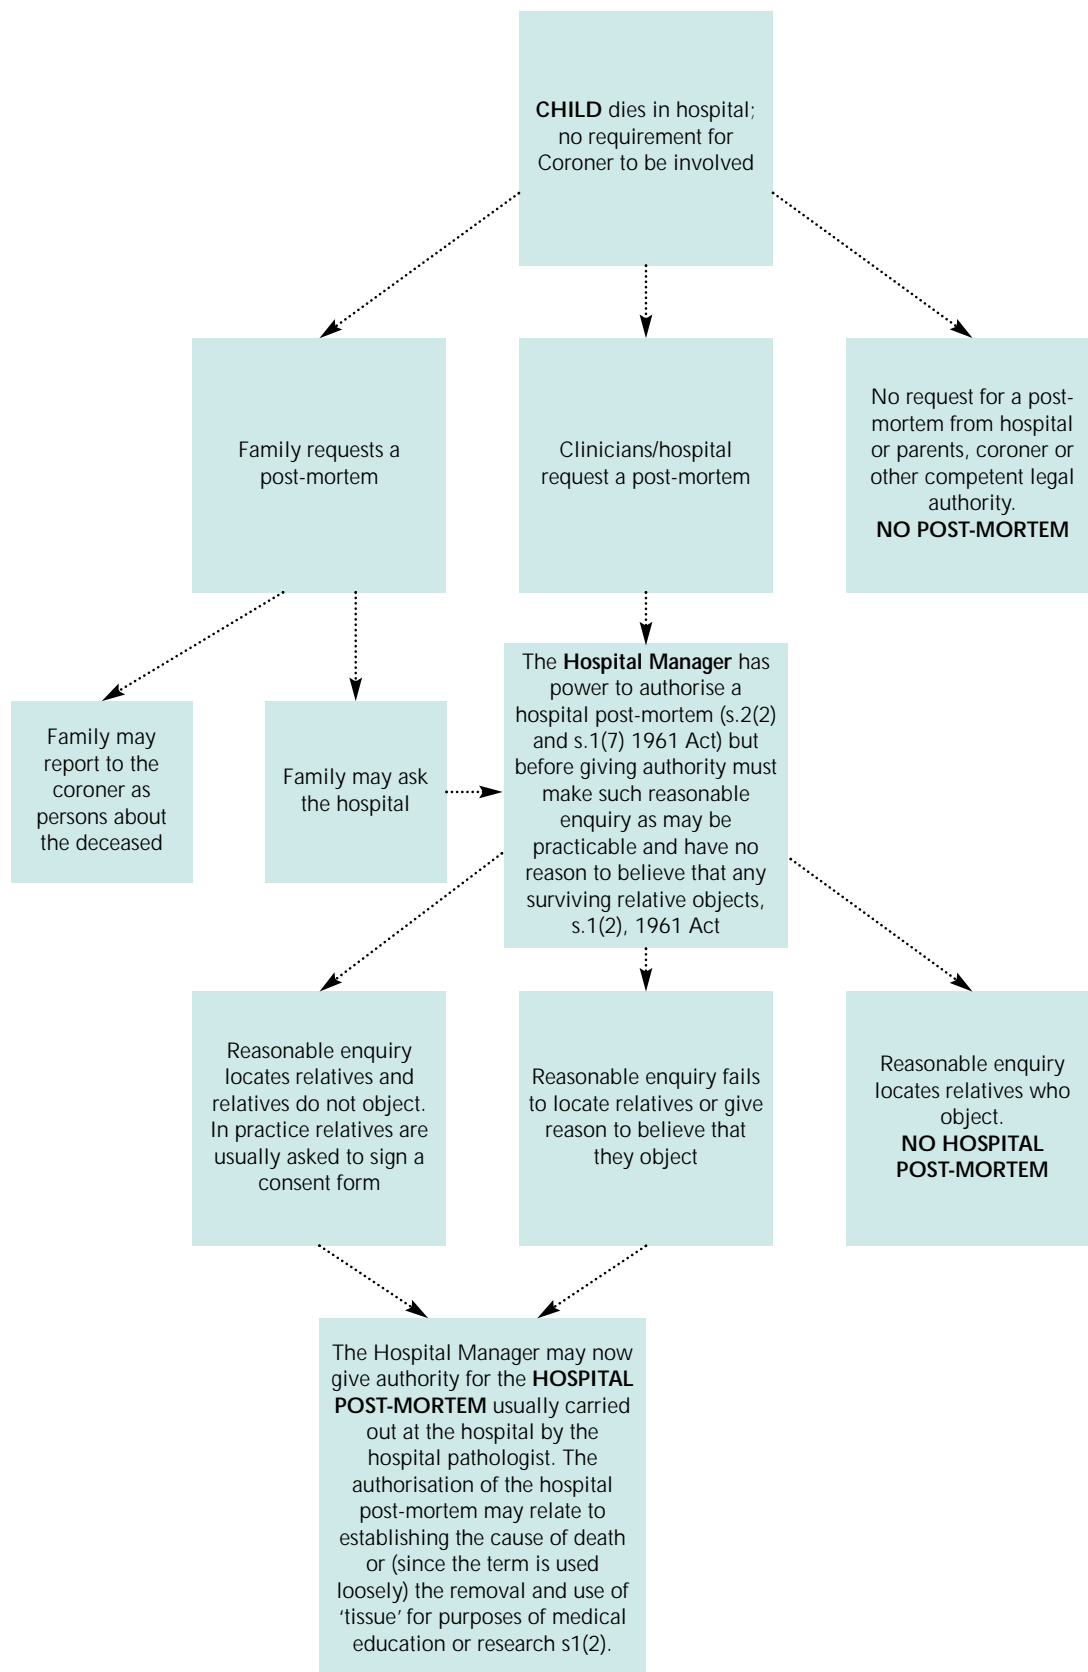 CHILD dies in hospital;
no requirement for
Coroner to be involved
Family requests a
post-mortem
Clinicians/hospital
request a post-mortem
No request for a post-
mortem from hospital
or parents, coroner or
other competent legal
authority.
NO POST-MORTEM
Family may
report to the
coroner as
persons about
the deceased
Family may ask
the hospital
The Hospital Manager has
power to authorise a
hospital post-mortem (s.2(2)
and s.1(7) 1961 Act) but
before giving authority must
make such reasonable
enquiry as may be
practicable and have no
reason to believe that any
surviving relative objects,
s.1(2), 1961 Act
Reasonable enquiry
locates relatives and
relatives do not object.
In practice relatives are
usually asked to sign a
consent form
Reasonable enquiry fails
to locate relatives or give
reason to believe that
they object
Reasonable enquiry
locates relatives who
object.
NO HOSPITAL
POST-MORTEM
The Hospital Manager may now
give authority for the HOSPITAL
POST-MORTEM usually carried
out at the hospital by the
hospital pathologist. The
authorisation of the hospital
post-mortem may relate to
establishing the cause of death
or (since the term is used
loosely) the removal and use of
‘tissue’ for purposes of medical
education or research s1(2).